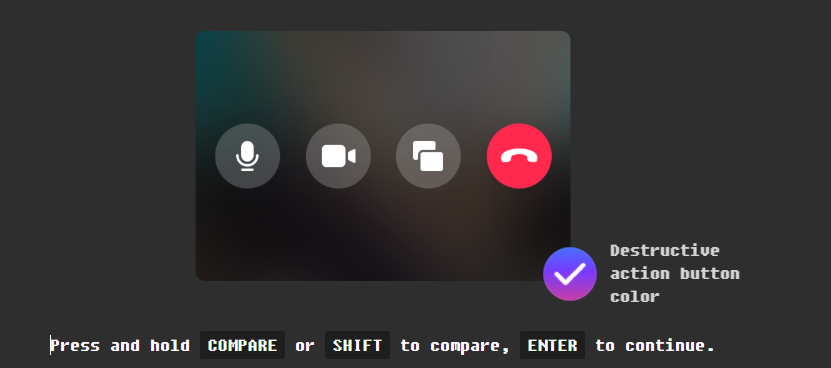 Destructive
action button
color
Press and hold COMPARE or SHIFT to compare, ENTER to continue.